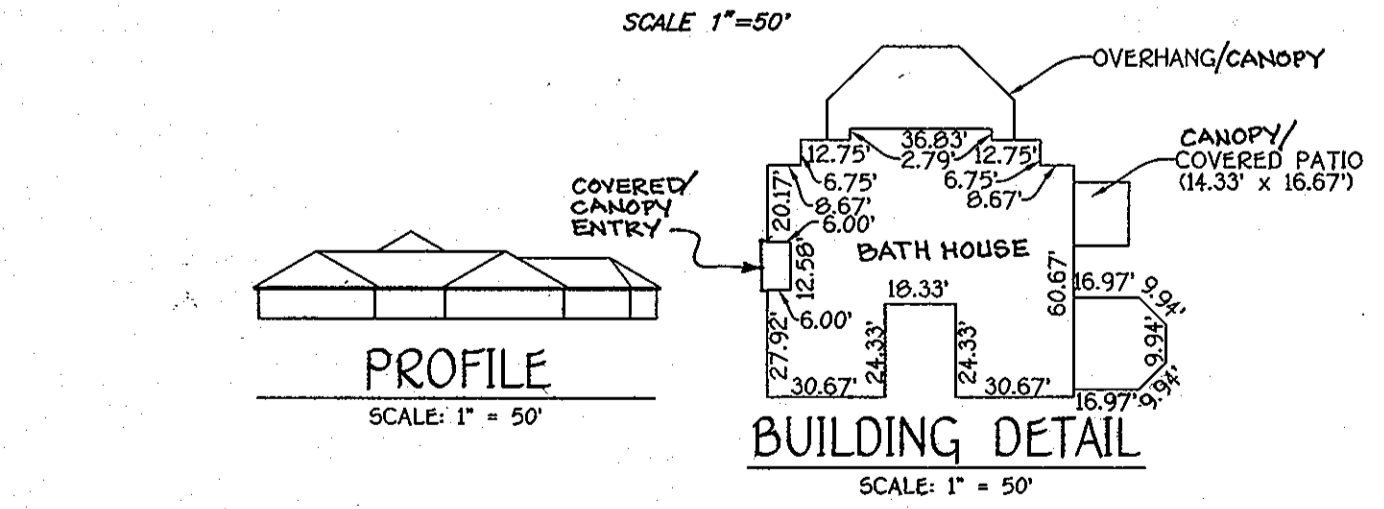 SCALE 1"=50'
OVERHANG/CANOPY
CANOPY/
COVERED PATIO
(14.33' x 16.67')
36.83'
12.75'
2.79'
12.75'
6.75'
6.75'
8.67'
8.67'
COVERED/
CANOPY
ENTRY
20.17'
6.00'
12.58'
BATH HOUSE
60.67'
16.97'
9.94'
18.33'
6.00'
9.94'
27.92'
24.33'
24.33'
30.67'
30.67'
16.97'
9.94'
PROFILE
SCALE: 1" = 50'
BUILDING DETAIL
SCALE: 1" = 50'